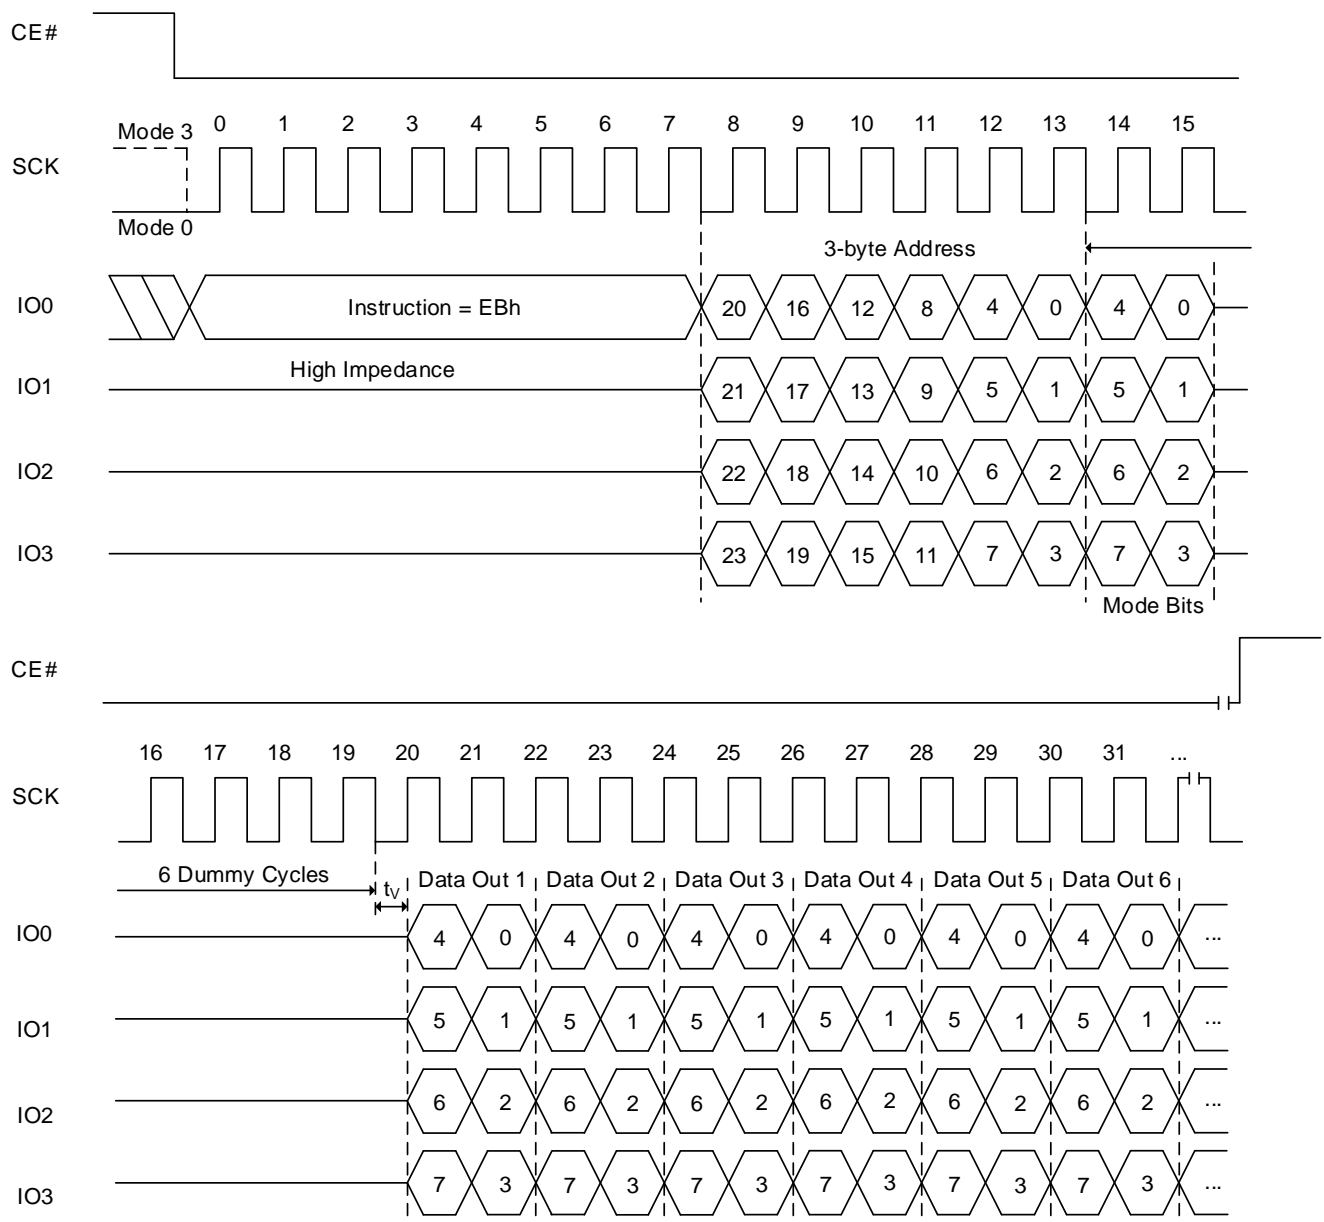 CE#
Mode 3 0 1 2 3 4 5 6 7 8 9 10 11 12 13 14 15
SCK
Mode 0
3-byte Address
IO0 Instruction = EBh 20 16 12 8 4 0 4 0
High Impedance
IO1 21 17 13 9 5 1 5 1
IO2 22 18 14 10 6 2 6 2
IO3 23 19 15 11 7 3 7 3
Mode Bits
CE#
16 17 18 19 20 21 22 23 24 25 26 27 28 29 30 31 ...
SCK
6 Dummy Cycles tV Data Out 1 Data Out 2 Data Out 3 Data Out 4 Data Out 5 Data Out 6
IO0 4 0 4 0 4 0 4 0 4 0 4 0 ...
IO1 5 1 5 1 5 1 5 1 5 1 5 1 ...
IO2 6 2 6 2 6 2 6 2 6 2 6 2 ...
IO3 7 3 7 3 7 3 7 3 7 3 7 3 ...